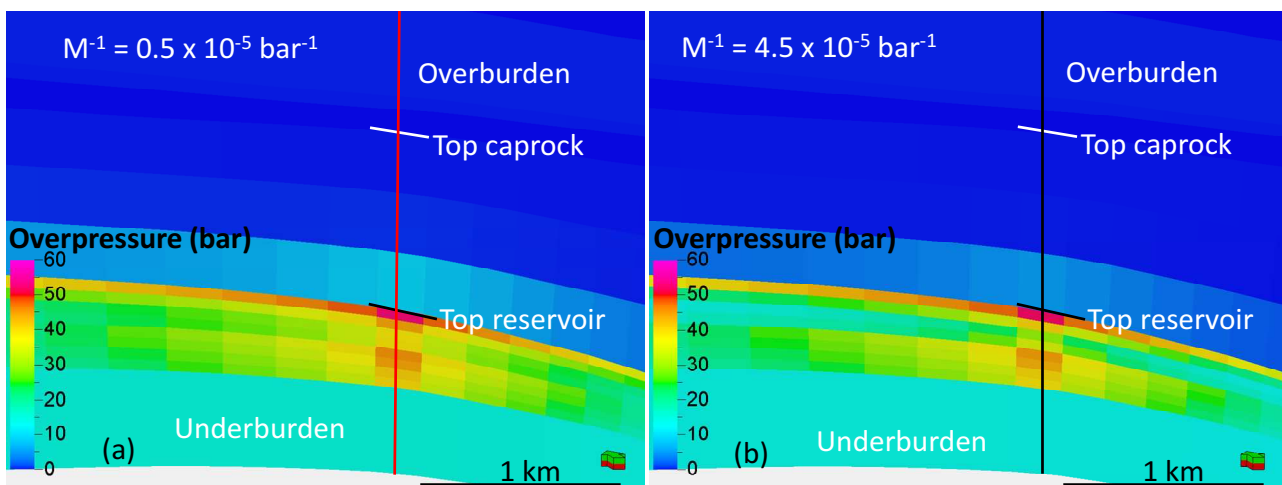 M⁻¹ = 0.5 x 10⁻⁵ bar⁻¹
Overburden
Top caprock
Overpressure (bar)
60
50
40
30
20
10
0
Top reservoir
Underburden
(a)
1 km
M⁻¹ = 4.5 x 10⁻⁵ bar⁻¹
Overburden
Top caprock
Overpressure (bar)
60
50
40
30
20
10
0
Top reservoir
Underburden
(b)
1 km